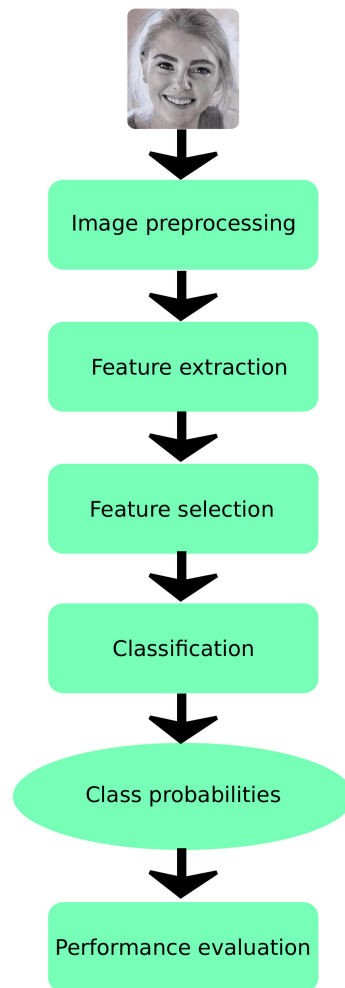 Image preprocessing
Feature extraction
Feature selection
Classification
Class probabilities
Performance evaluation